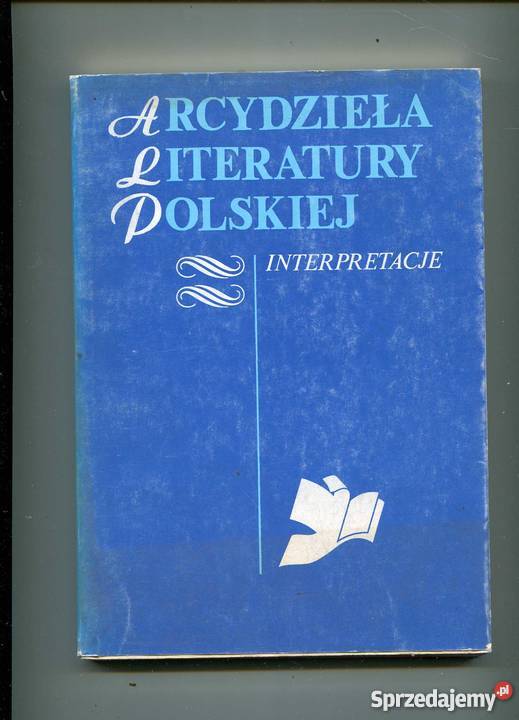 ARCYDZIEŁA
LITERATURY
POLSKIEJ
INTERPRETACJE
Sprzedajemy.pl